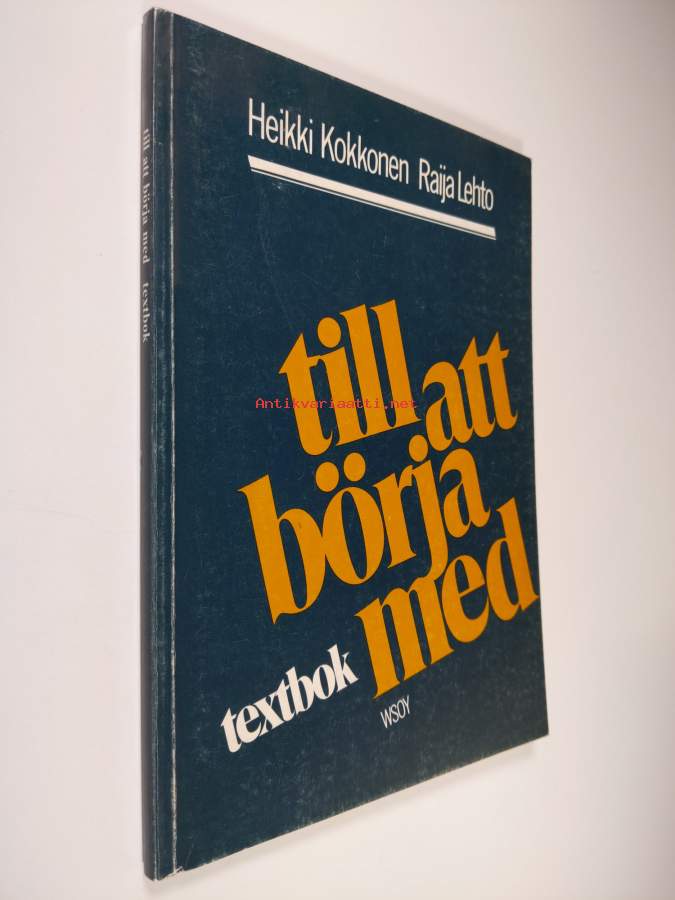 till att börja med textbok
Heikki Kokkonen Raija Lehto
till att
Antikvariaatti.net
börja
med
textbok
WSOY